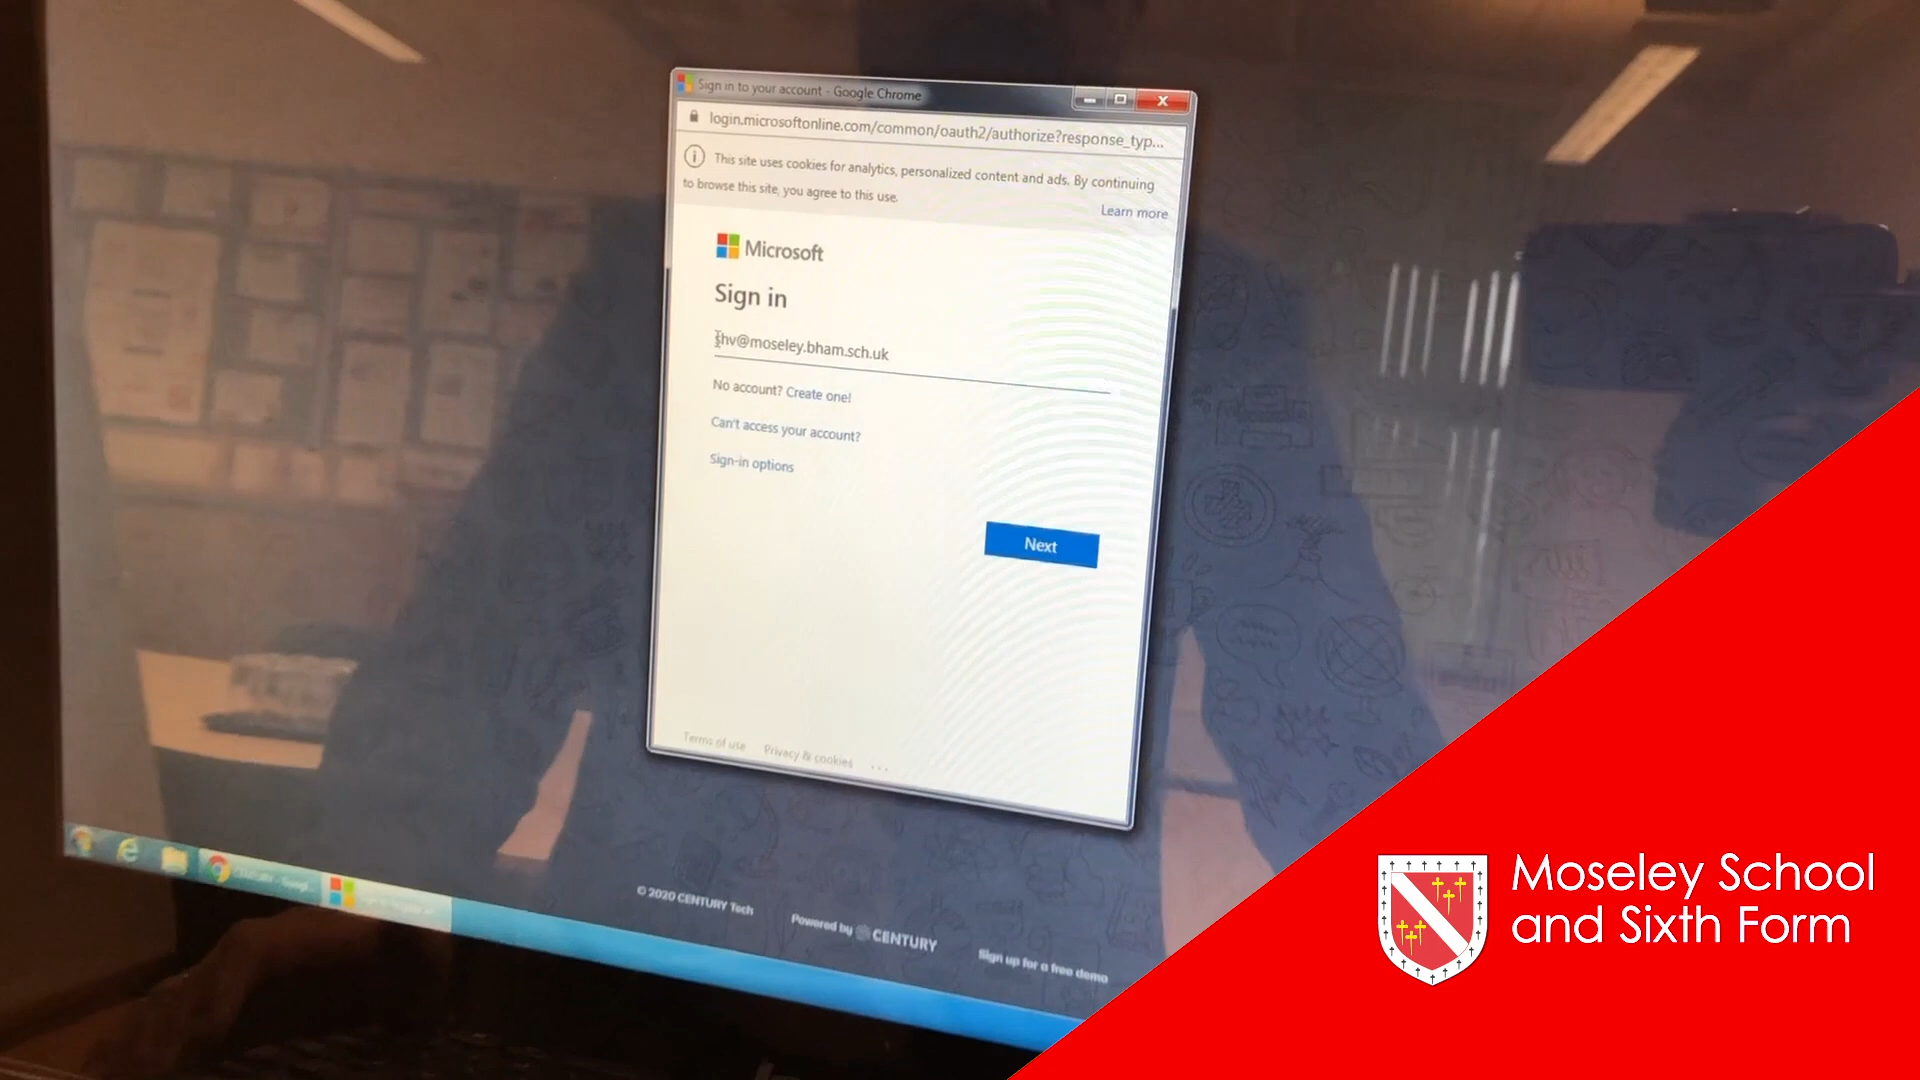 Sign in to your account - Google Chrome
login.microsoftonline.com/common/oauth2/authorize?response_typ...
This site uses cookies for analytics, personalized content and ads. By continuing
to browse this site, you agree to this use.
Learn more
Microsoft
Sign in
shv@moseley.bham.sch.uk
No account? Create one!
Can't access your account?
Sign-in options
Next
Terms of use Privacy & cookies ...
© 2020 CENTURY Tech
Powered by CENTURY
Sign up for a free demo
Moseley School
and Sixth Form